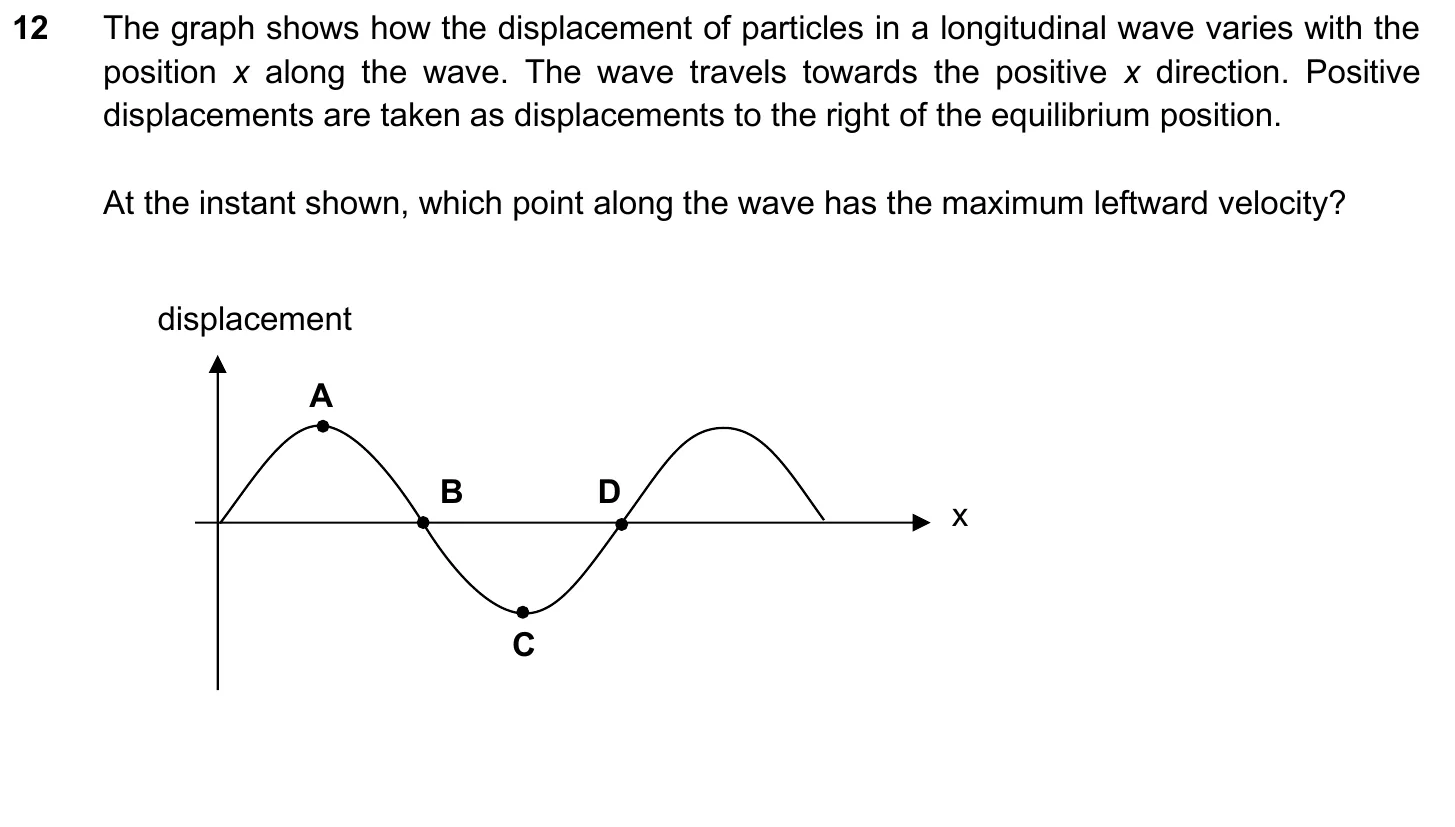 12 The graph shows how the displacement of particles in a longitudinal wave varies with the
position x along the wave. The wave travels towards the positive x direction. Positive
displacements are taken as displacements to the right of the equilibrium position.
At the instant shown, which point along the wave has the maximum leftward velocity?
displacement
A
B
D
x
C